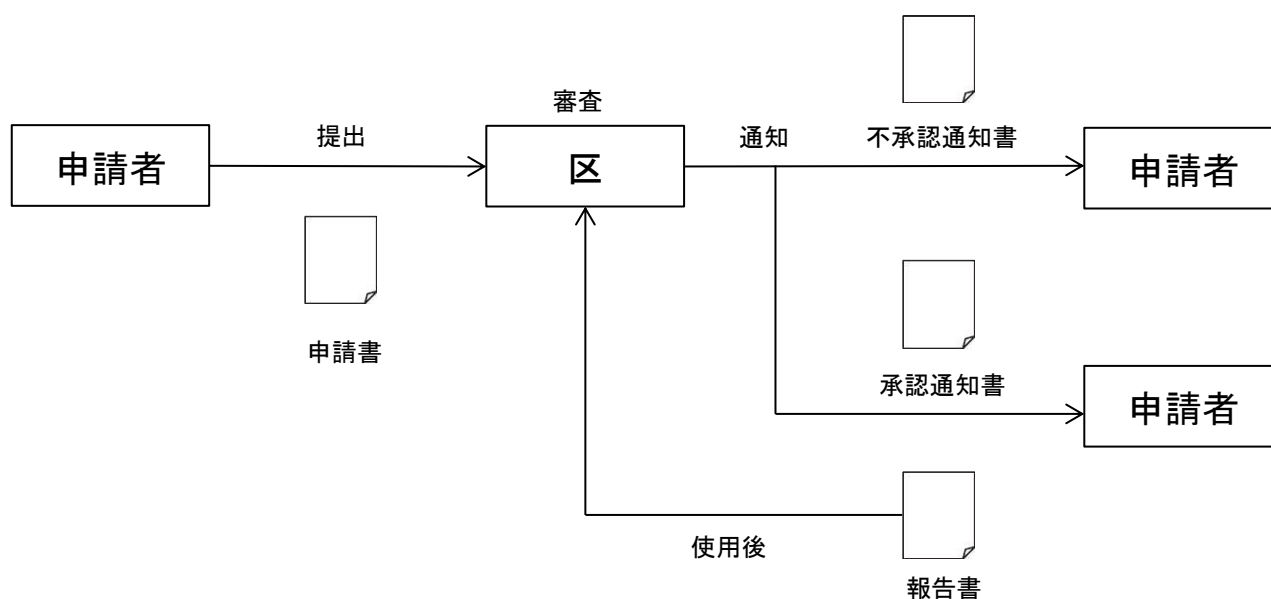 審査
申請者
提出
区
通知
不承認通知書
申請者
申請書
承認通知書
申請者
使用後
報告書